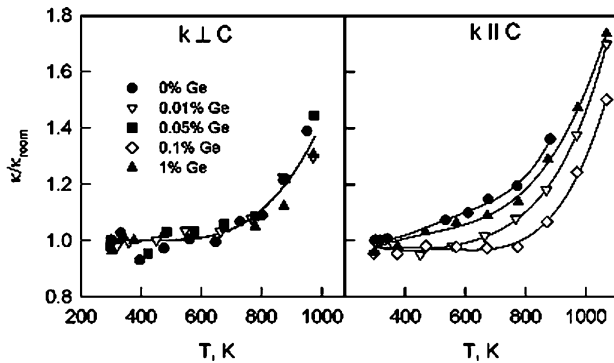 k ⊥ C
k || C
1.8
1.6
1.4
1.2
1.0
0.8
κ/κroom
0% Ge
0.01% Ge
0.05% Ge
0.1% Ge
1% Ge
200 400 600 800 1000
400 600 800 1000
T, K
T, K